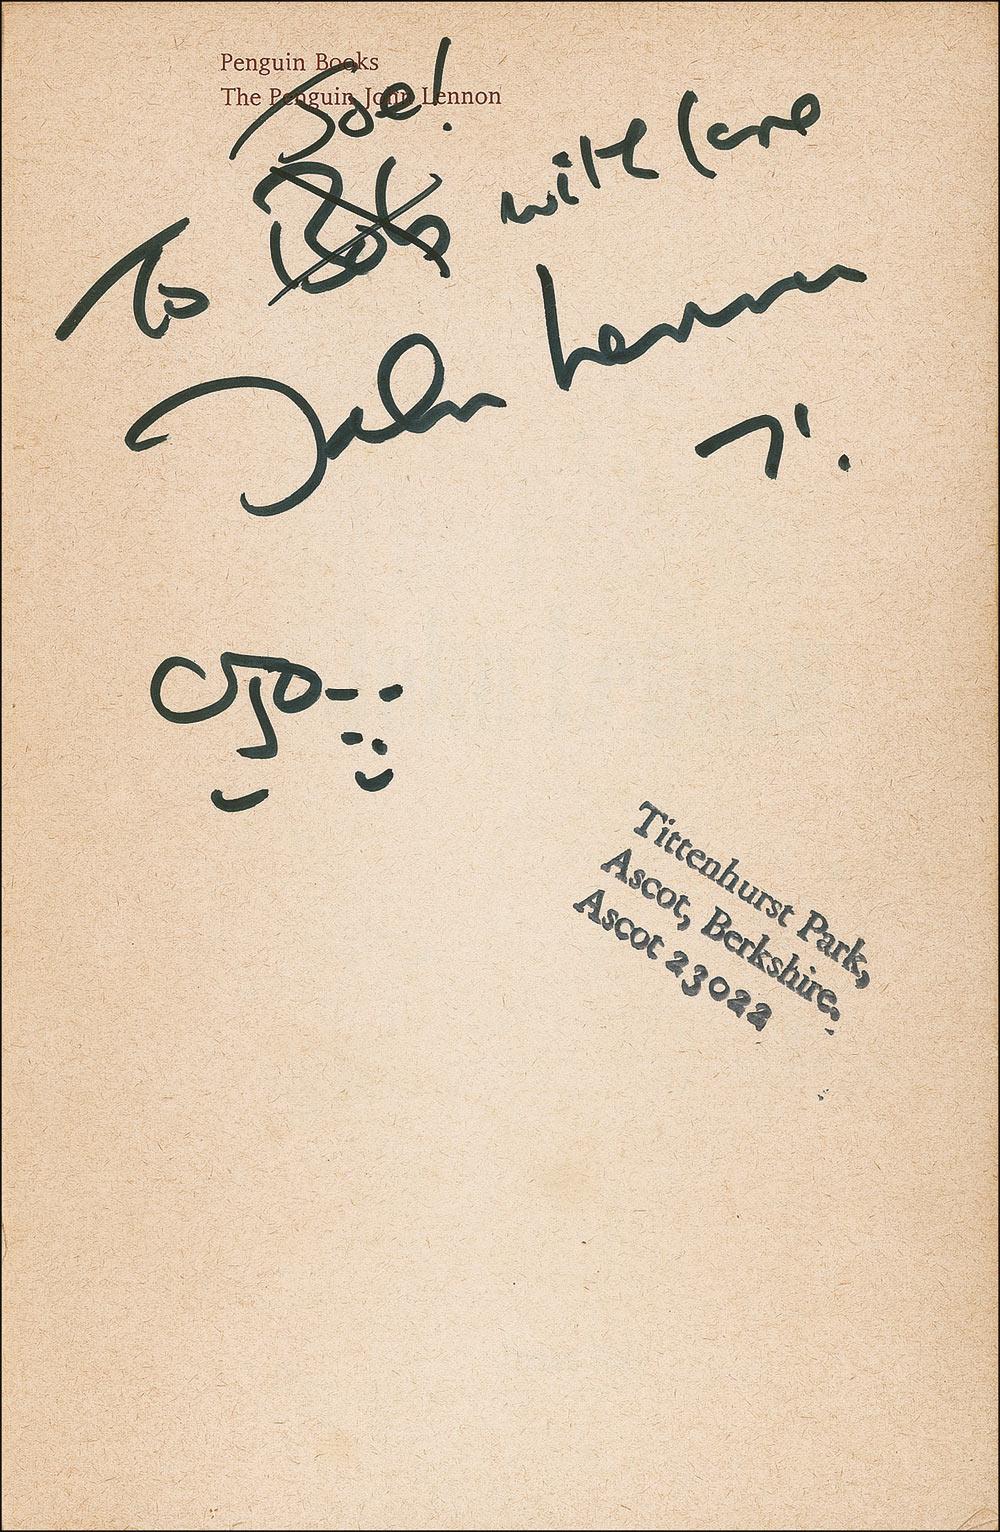 Penguin Books
The Penguin John Lennon
Joe!
To Bob with love
John Lennon
71.
Tittenhurst Park,
Ascot, Berkshire.
Ascot 23022